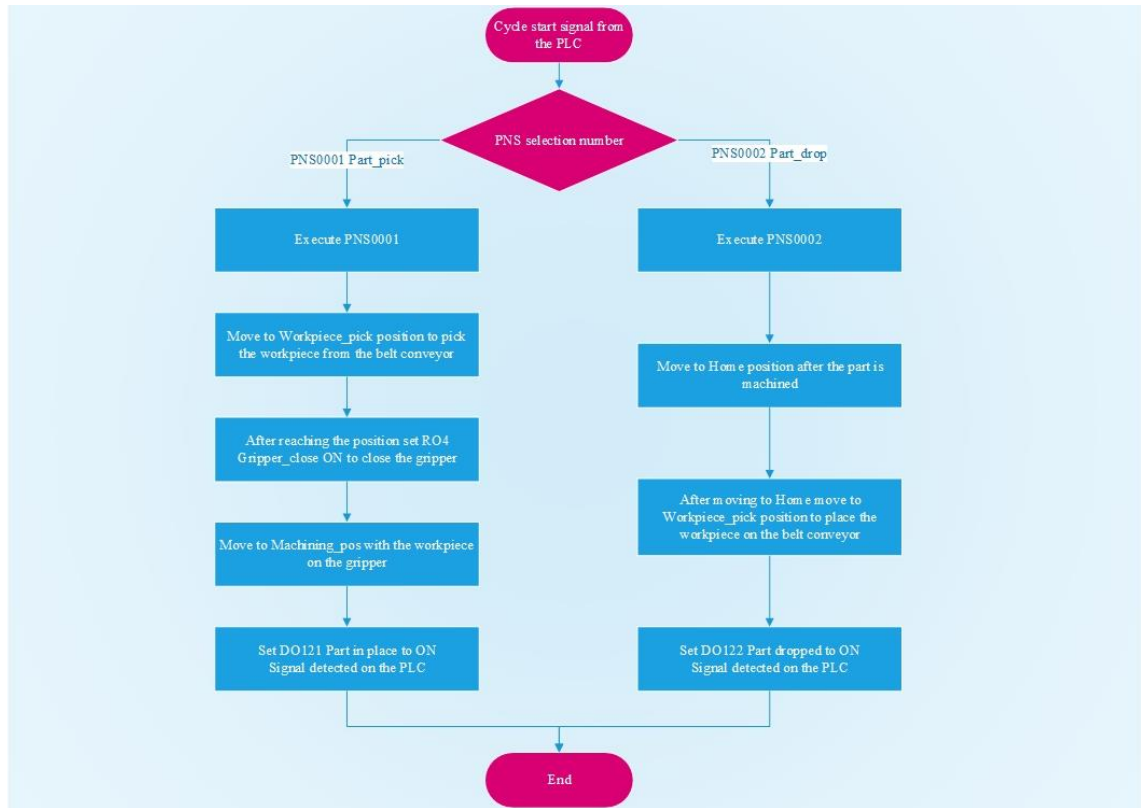 Cycle start signal from
the PLC
PNS selection number
PNS0001 Part_pick
PNS0002 Part_drop
Execute PNS0001
Execute PNS0002
Move to Workpiece_pick position to pick
the workpiece from the belt conveyor
Move to Home position after the part is
machined
After reaching the position set RO4
Gripper_close ON to close the gripper
After moving to Home move to
Workpiece_pick position to place the
workpiece on the belt conveyor
Move to Machining_pos with the workpiece
on the gripper
Set DO121 Part in place to ON
Signal detected on the PLC
Set DO122 Part dropped to ON
Signal detected on the PLC
End